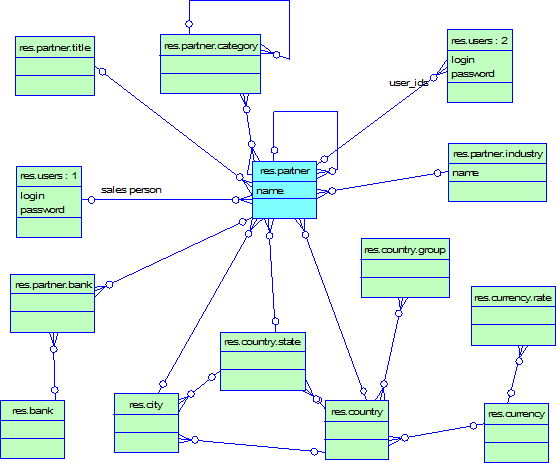 res.partner.title
res.partner.category
res.users : 2
login
password
user_ids
res.partner.industry
name
res.partner
name
res.users : 1
login
password
sales person
res.country.group
res.partner.bank
res.currency.rate
res.country.state
res.bank
res.city
res.country
res.currency